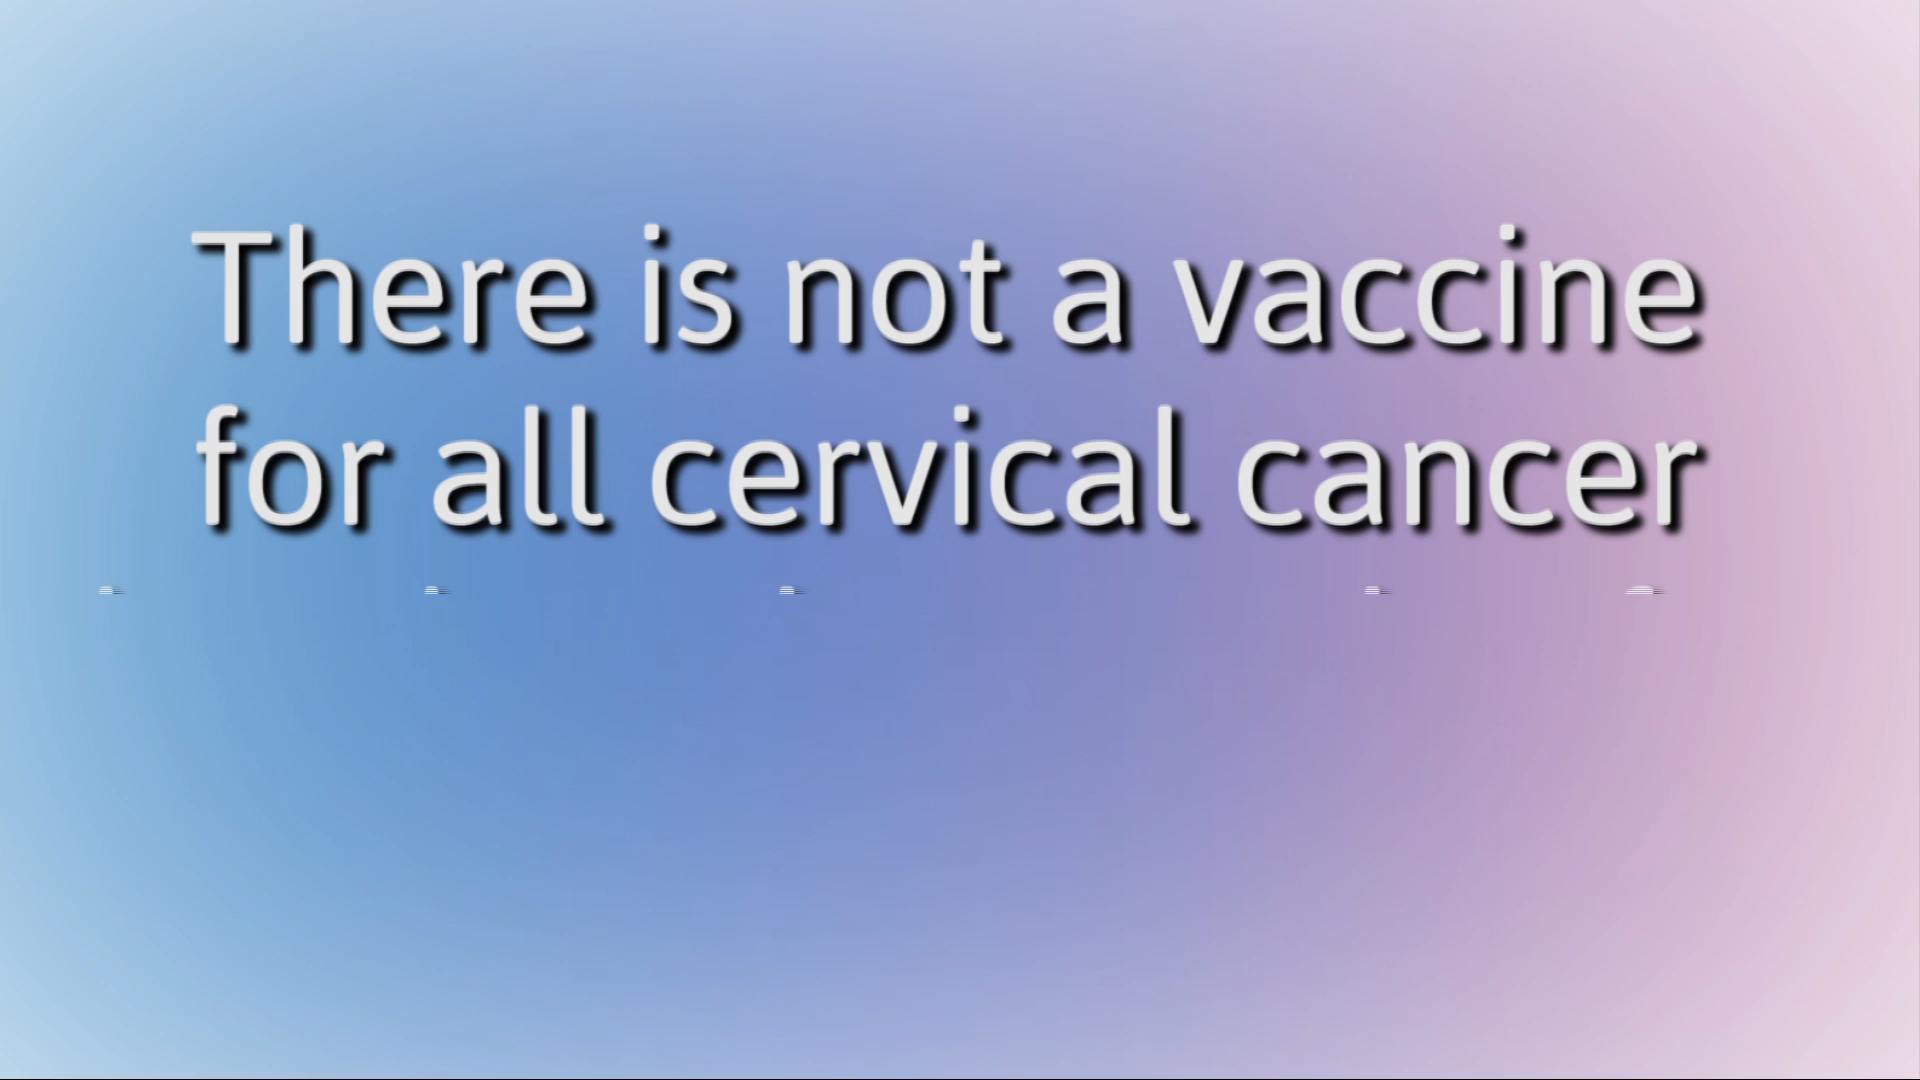 There is not a vaccine
for all cervical cancer